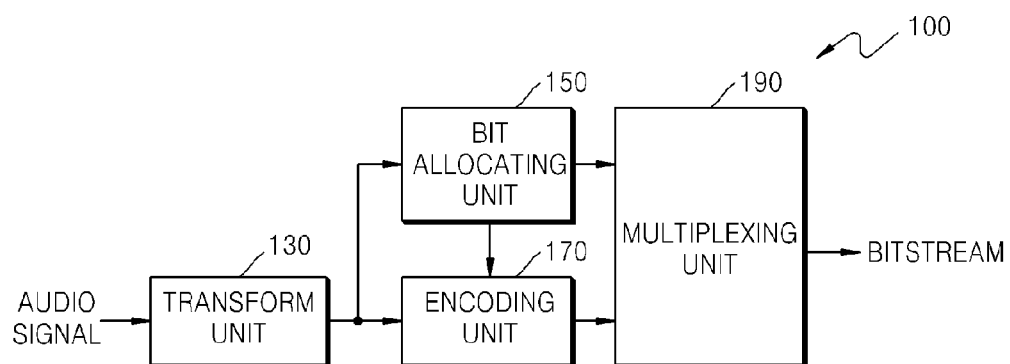 100
150
190
BIT
ALLOCATING
UNIT
MULTIPLEXING
UNIT
BITSTREAM
130
170
AUDIO
SIGNAL
TRANSFORM
UNIT
ENCODING
UNIT